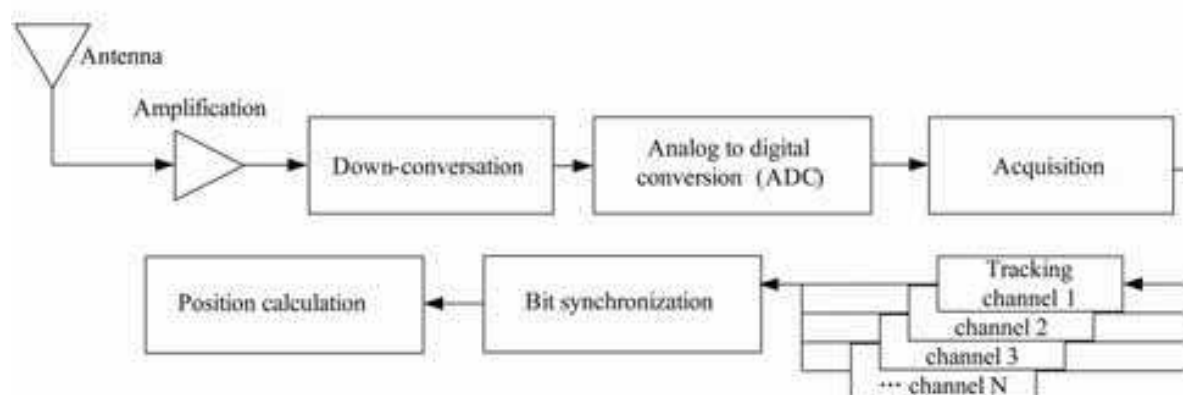 Antenna
Amplification
Down-conversation
Analog to digital
conversion (ADC)
Acquisition
Position calculation
Bit synchronization
Tracking
channel 1
channel 2
channel 3
··· channel N